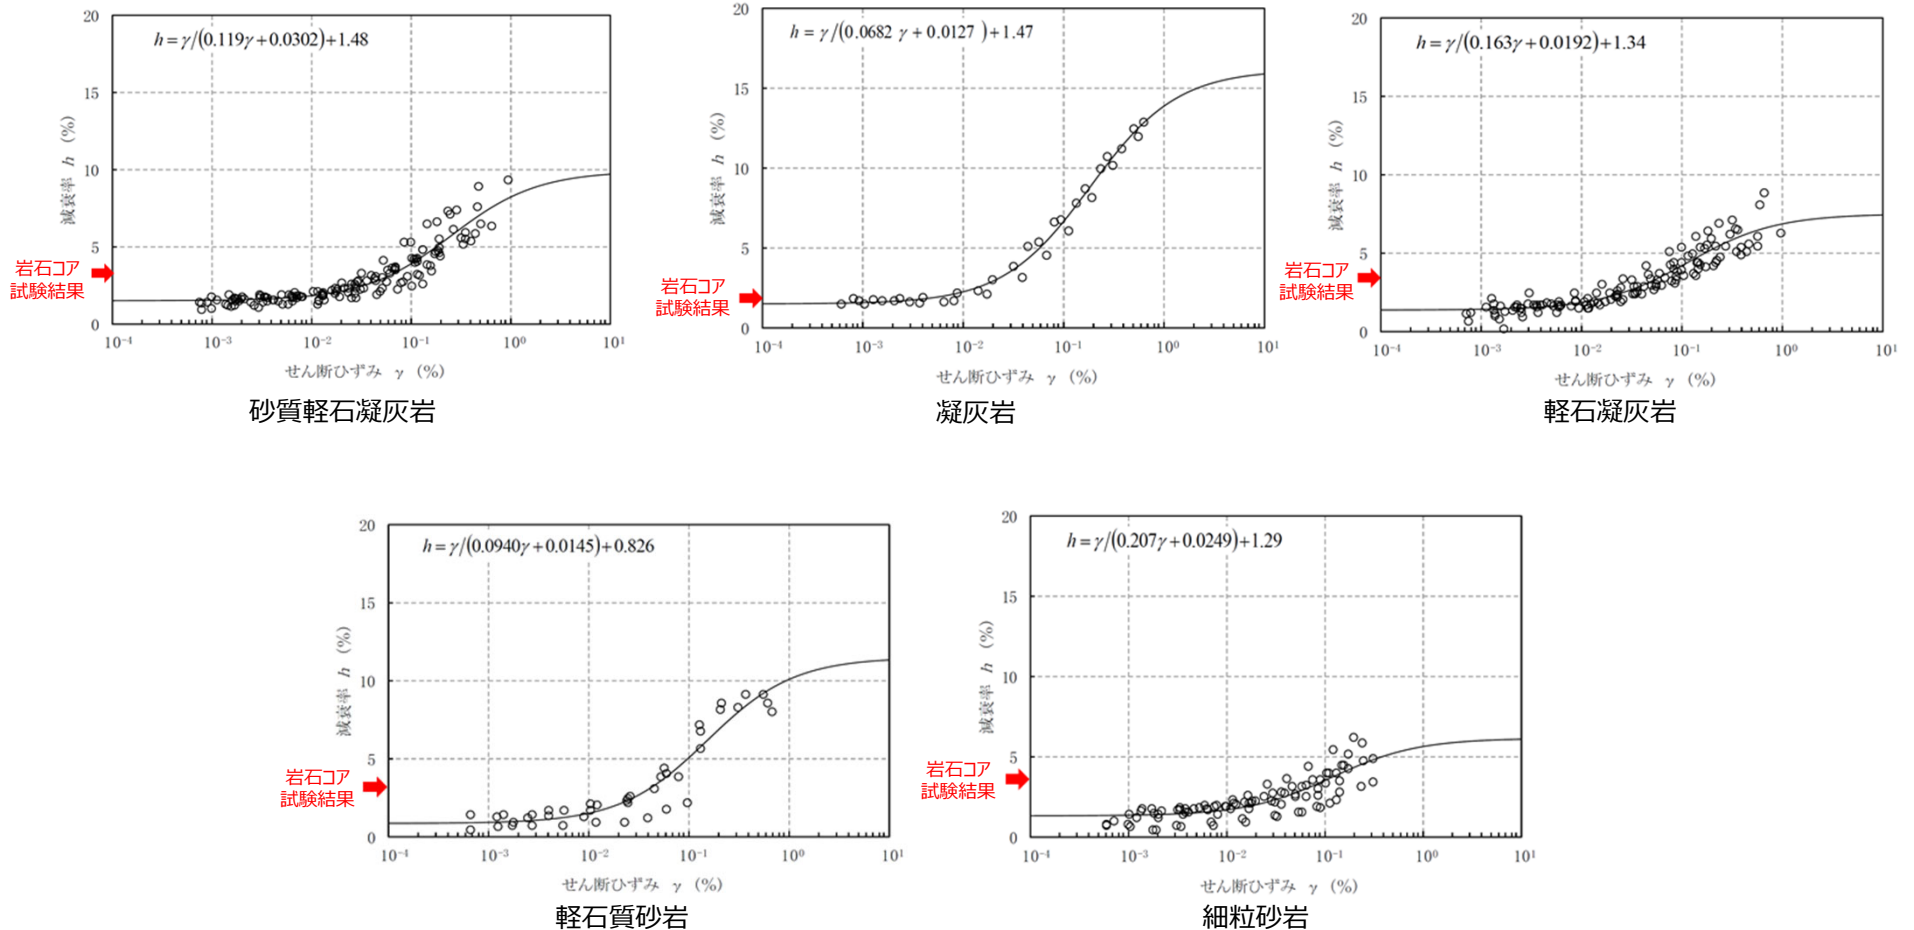 h=γ/(0.119γ+0.0302)+1.48
20
15
10
5
0
減衰率 h (%)
岩石コア
試験結果
10⁻⁴ 10⁻³ 10⁻² 10⁻¹ 10⁰ 10¹
せん断ひずみ γ (%)
砂質軽石凝灰岩
h=γ/(0.0682 γ+0.0127 )+1.47
20
15
10
5
0
減衰率 h (%)
岩石コア
試験結果
10⁻⁴ 10⁻³ 10⁻² 10⁻¹ 10⁰ 10¹
せん断ひずみ γ (%)
凝灰岩
h=γ/(0.163γ+0.0192)+1.34
20
15
10
5
0
減衰率 h (%)
岩石コア
試験結果
10⁻⁴ 10⁻³ 10⁻² 10⁻¹ 10⁰ 10¹
せん断ひずみ γ (%)
軽石凝灰岩
h=γ/(0.0940γ+0.0145)+0.826
20
15
10
5
0
減衰率 h (%)
岩石コア
試験結果
10⁻⁴ 10⁻³ 10⁻² 10⁻¹ 10⁰ 10¹
せん断ひずみ γ (%)
軽石質砂岩
h=γ/(0.207γ+0.0249)+1.29
20
15
10
5
0
減衰率 h (%)
岩石コア
試験結果
10⁻⁴ 10⁻³ 10⁻² 10⁻¹ 10⁰ 10¹
せん断ひずみ γ (%)
細粒砂岩